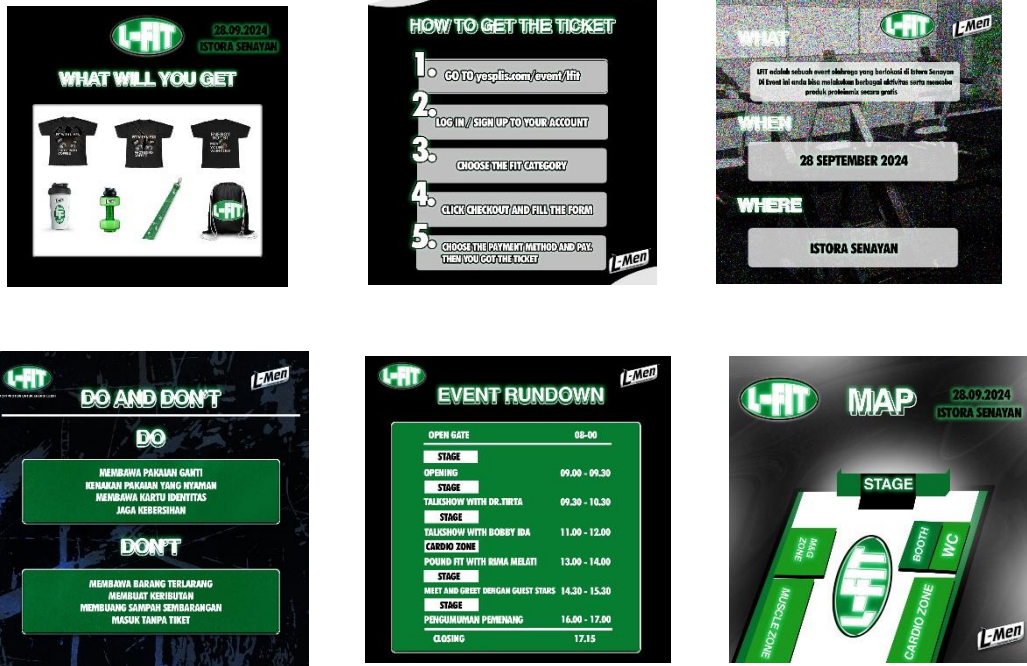 L-FIT
28.09.2024
ISTORA SENAYAN
WHAT WILL YOU GET
L-FIT
HOW TO GET THE TICKET
1. GO TO yesplis.com/event/lfit
2. LOG IN / SIGN UP TO YOUR ACCOUNT
3. CHOOSE THE FIT CATEGORY
4. CLICK CHECKOUT AND FILL THE FORM
5. CHOOSE THE PAYMENT METHOD AND PAY.
THEN YOU GOT THE TICKET
L-Men
L-FIT
L-Men
WHAT
LFIT adalah sebuah event olahraga yang berlokasi di Istora Senayan
Di Event ini anda bisa melakukan berbagai aktivitas serta mencoba
produk proteinmix secara gratis
WHEN
28 SEPTEMBER 2024
WHERE
ISTORA SENAYAN
L-FIT
L-Men
DO AND DON'T
DO
MEMBAWA PAKAIAN GANTI
KENAKAN PAKAIAN YANG NYAMAN
MEMBAWA KARTU IDENTITAS
JAGA KEBERSIHAN
DON'T
MEMBAWA BARANG TERLARANG
MEMBUAT KERIBUTAN
MEMBUANG SAMPAH SEMBARANGAN
MASUK TANPA TIKET
L-FIT
L-Men
EVENT RUNDOWN
OPEN GATE 08-00
STAGE
OPENING 09.00 - 09.30
STAGE
TALKSHOW WITH DR.TIRTA 09.30 - 10.30
STAGE
TALKSHOW WITH BOBBY IDA 11.00 - 12.00
CARDIO ZONE
POUND FIT WITH RIMA MELATI 13.00 - 14.00
STAGE
MEET AND GREET DENGAN GUEST STARS 14.30 - 15.30
STAGE
PENGUMUMAN PEMENANG 16.00 - 17.00
CLOSING 17.15
L-FIT
MAP
28.09.2024
ISTORA SENAYAN
STAGE
M&G
ZONE
BOOTH
WC
L-FIT
MUSCLE ZONE
CARDIO ZONE
L-Men